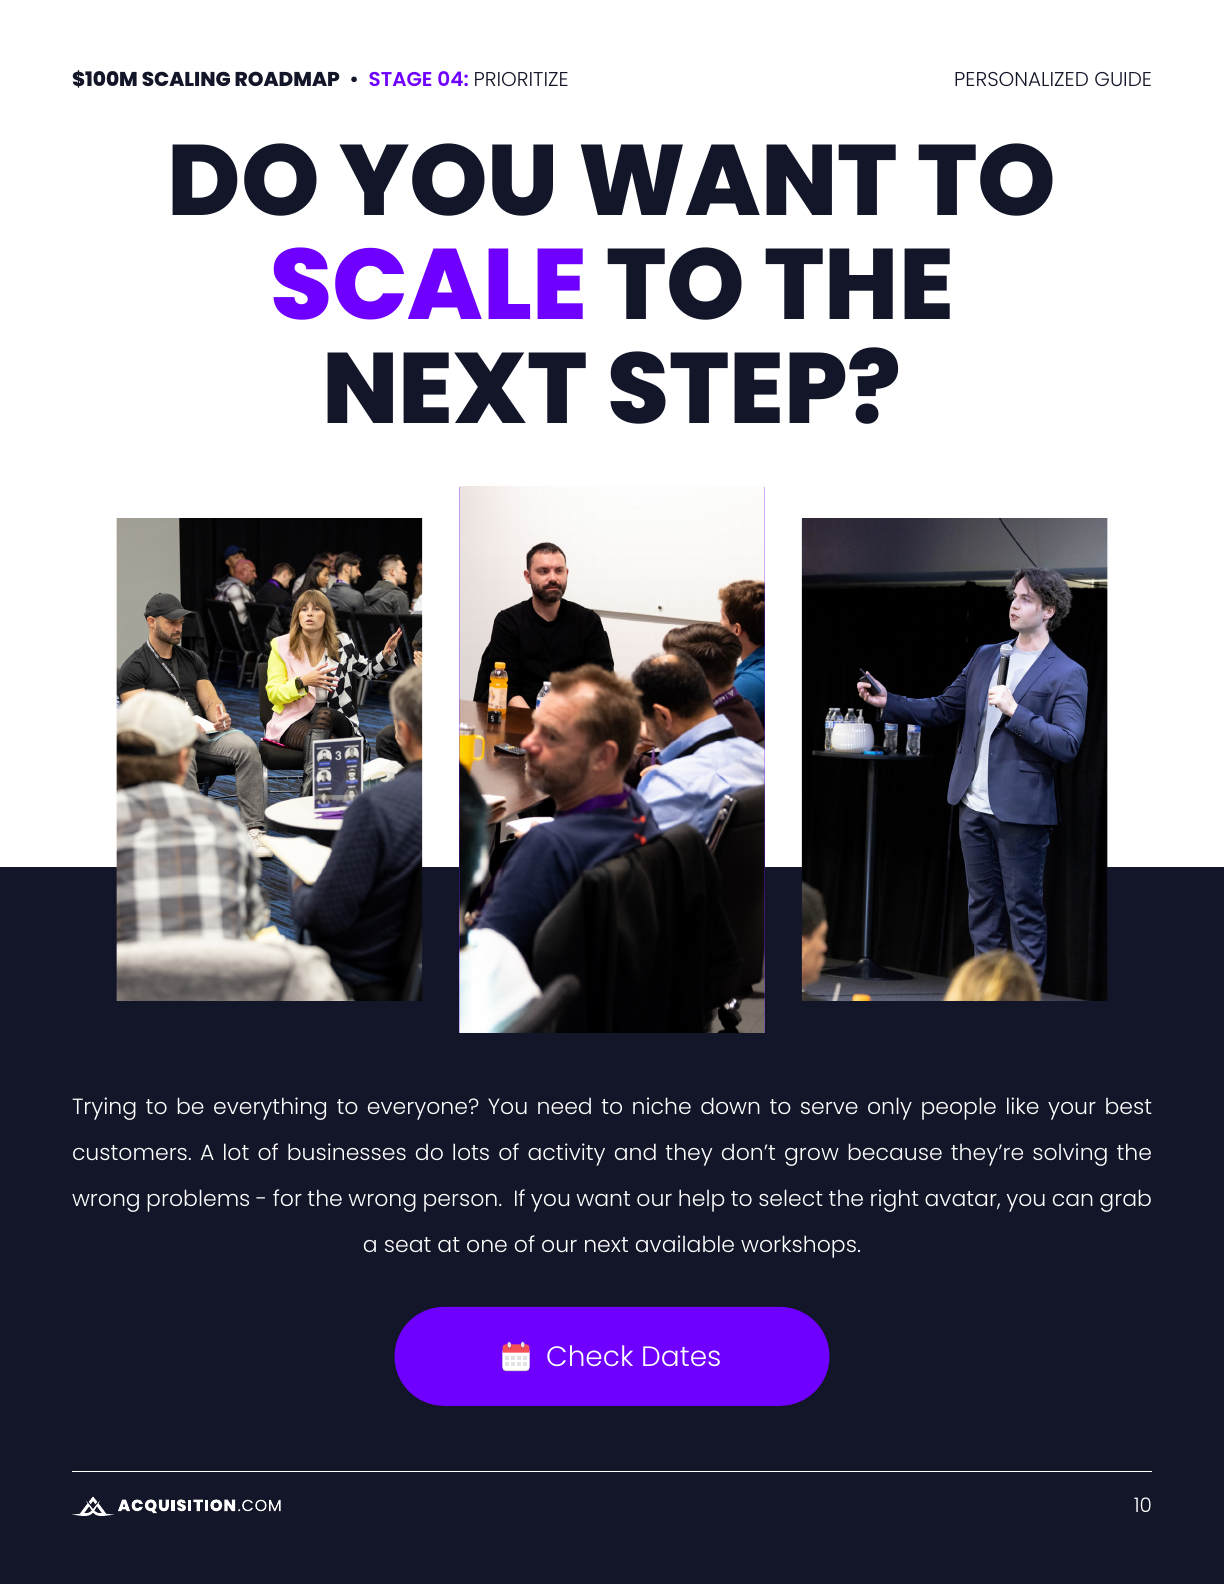 $100M SCALING ROADMAP • STAGE 04: PRIORITIZE
PERSONALIZED GUIDE
DO YOU WANT TO
SCALE TO THE
NEXT STEP?
3
Trying to be everything to everyone? You need to niche down to serve only people like your best
customers. A lot of businesses do lots of activity and they don’t grow because they’re solving the
wrong problems - for the wrong person. If you want our help to select the right avatar, you can grab
a seat at one of our next available workshops.
Check Dates
ACQUISITION.COM
10